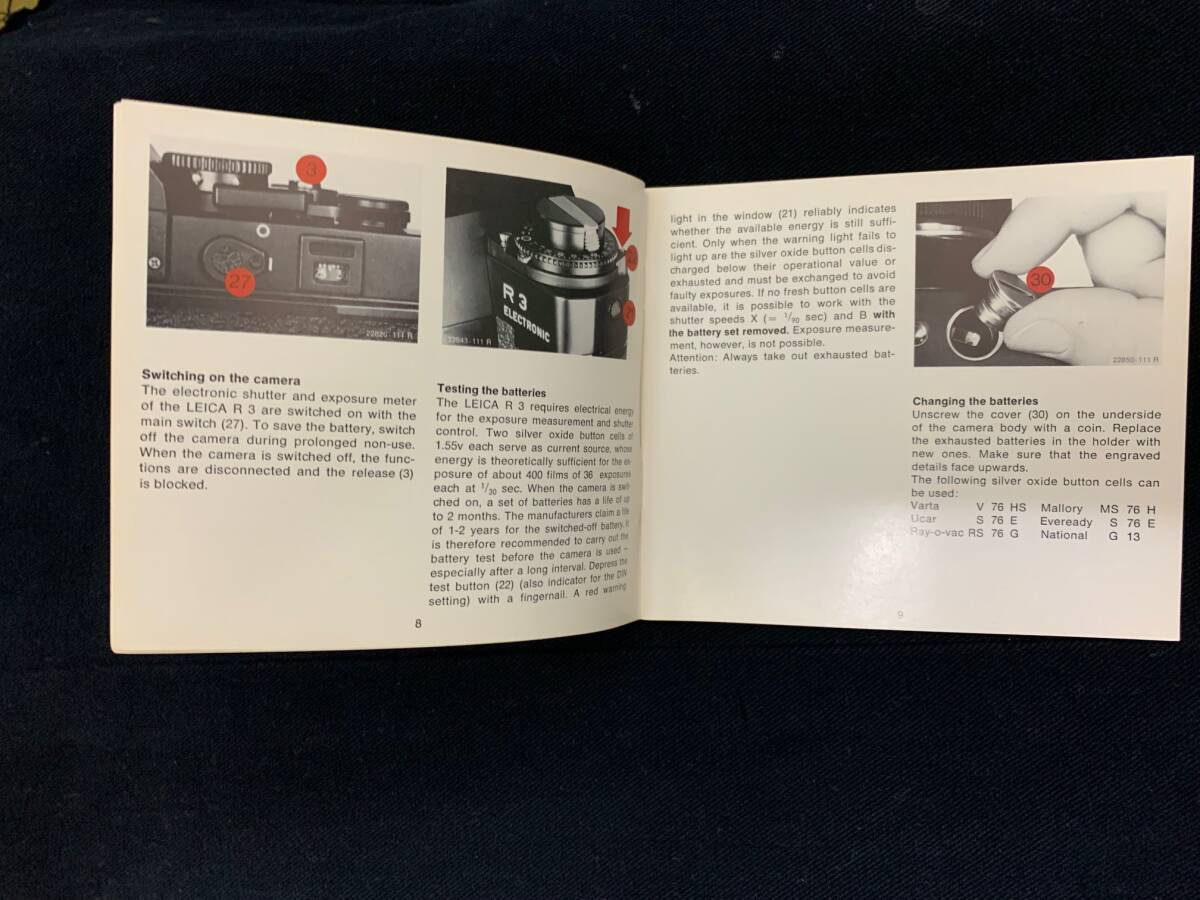 3
27
22820-114 R
Switching on the camera
The electronic shutter and exposure meter
of the LEICA R 3 are switched on with the
main switch (27). To save the battery, switch
off the camera during prolonged non-use.
When the camera is switched off, the func-
tions are disconnected and the release (3)
is blocked.
R 3
ELECTRONIC
22
21
22843-111 R
Testing the batteries
The LEICA R 3 requires electrical energy
for the exposure measurement and shutter
control. Two silver oxide button cells of
1.55v each serve as current source, whose
energy is theoretically sufficient for the ex-
posure of about 400 films of 36 exposures
each at 1/30 sec. When the camera is swit-
ched on, a set of batteries has a life of up
to 2 months. The manufacturers claim a life
of 1-2 years for the switched-off battery. It
is therefore recommended to carry out the
battery test before the camera is used –
especially after a long interval. Depress the
test button (22) (also indicator for the DIN
setting) with a fingernail. A red warning
8
light in the window (21) reliably indicates
whether the available energy is still suffi-
cient. Only when the warning light fails to
light up are the silver oxide button cells dis-
charged below their operational value or
exhausted and must be exchanged to avoid
faulty exposures. If no fresh button cells are
available, it is possible to work with the
shutter speeds X (= 1/90 sec) and B with
the battery set removed. Exposure measure-
ment, however, is not possible.
Attention: Always take out exhausted bat-
teries.
30
22850-111 R
Changing the batteries
Unscrew the cover (30) on the underside
of the camera body with a coin. Replace
the exhausted batteries in the holder with
new ones. Make sure that the engraved
details face upwards.
The following silver oxide button cells can
be used:
Varta V 76 HS Mallory MS 76 H
Ucar S 76 E Eveready S 76 E
Ray-o-vac RS 76 G National G 13
9